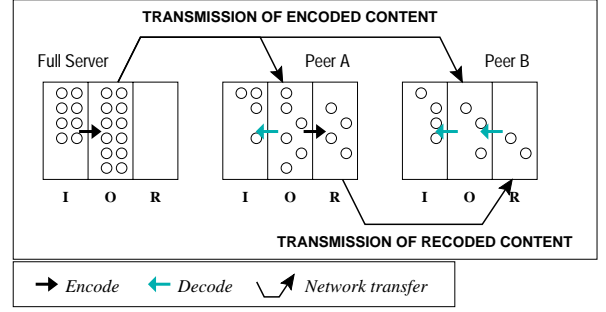 TRANSMISSION OF ENCODED CONTENT
Full Server Peer A Peer B
I O R I O R I O R
TRANSMISSION OF RECODED CONTENT
Encode Decode Network transfer